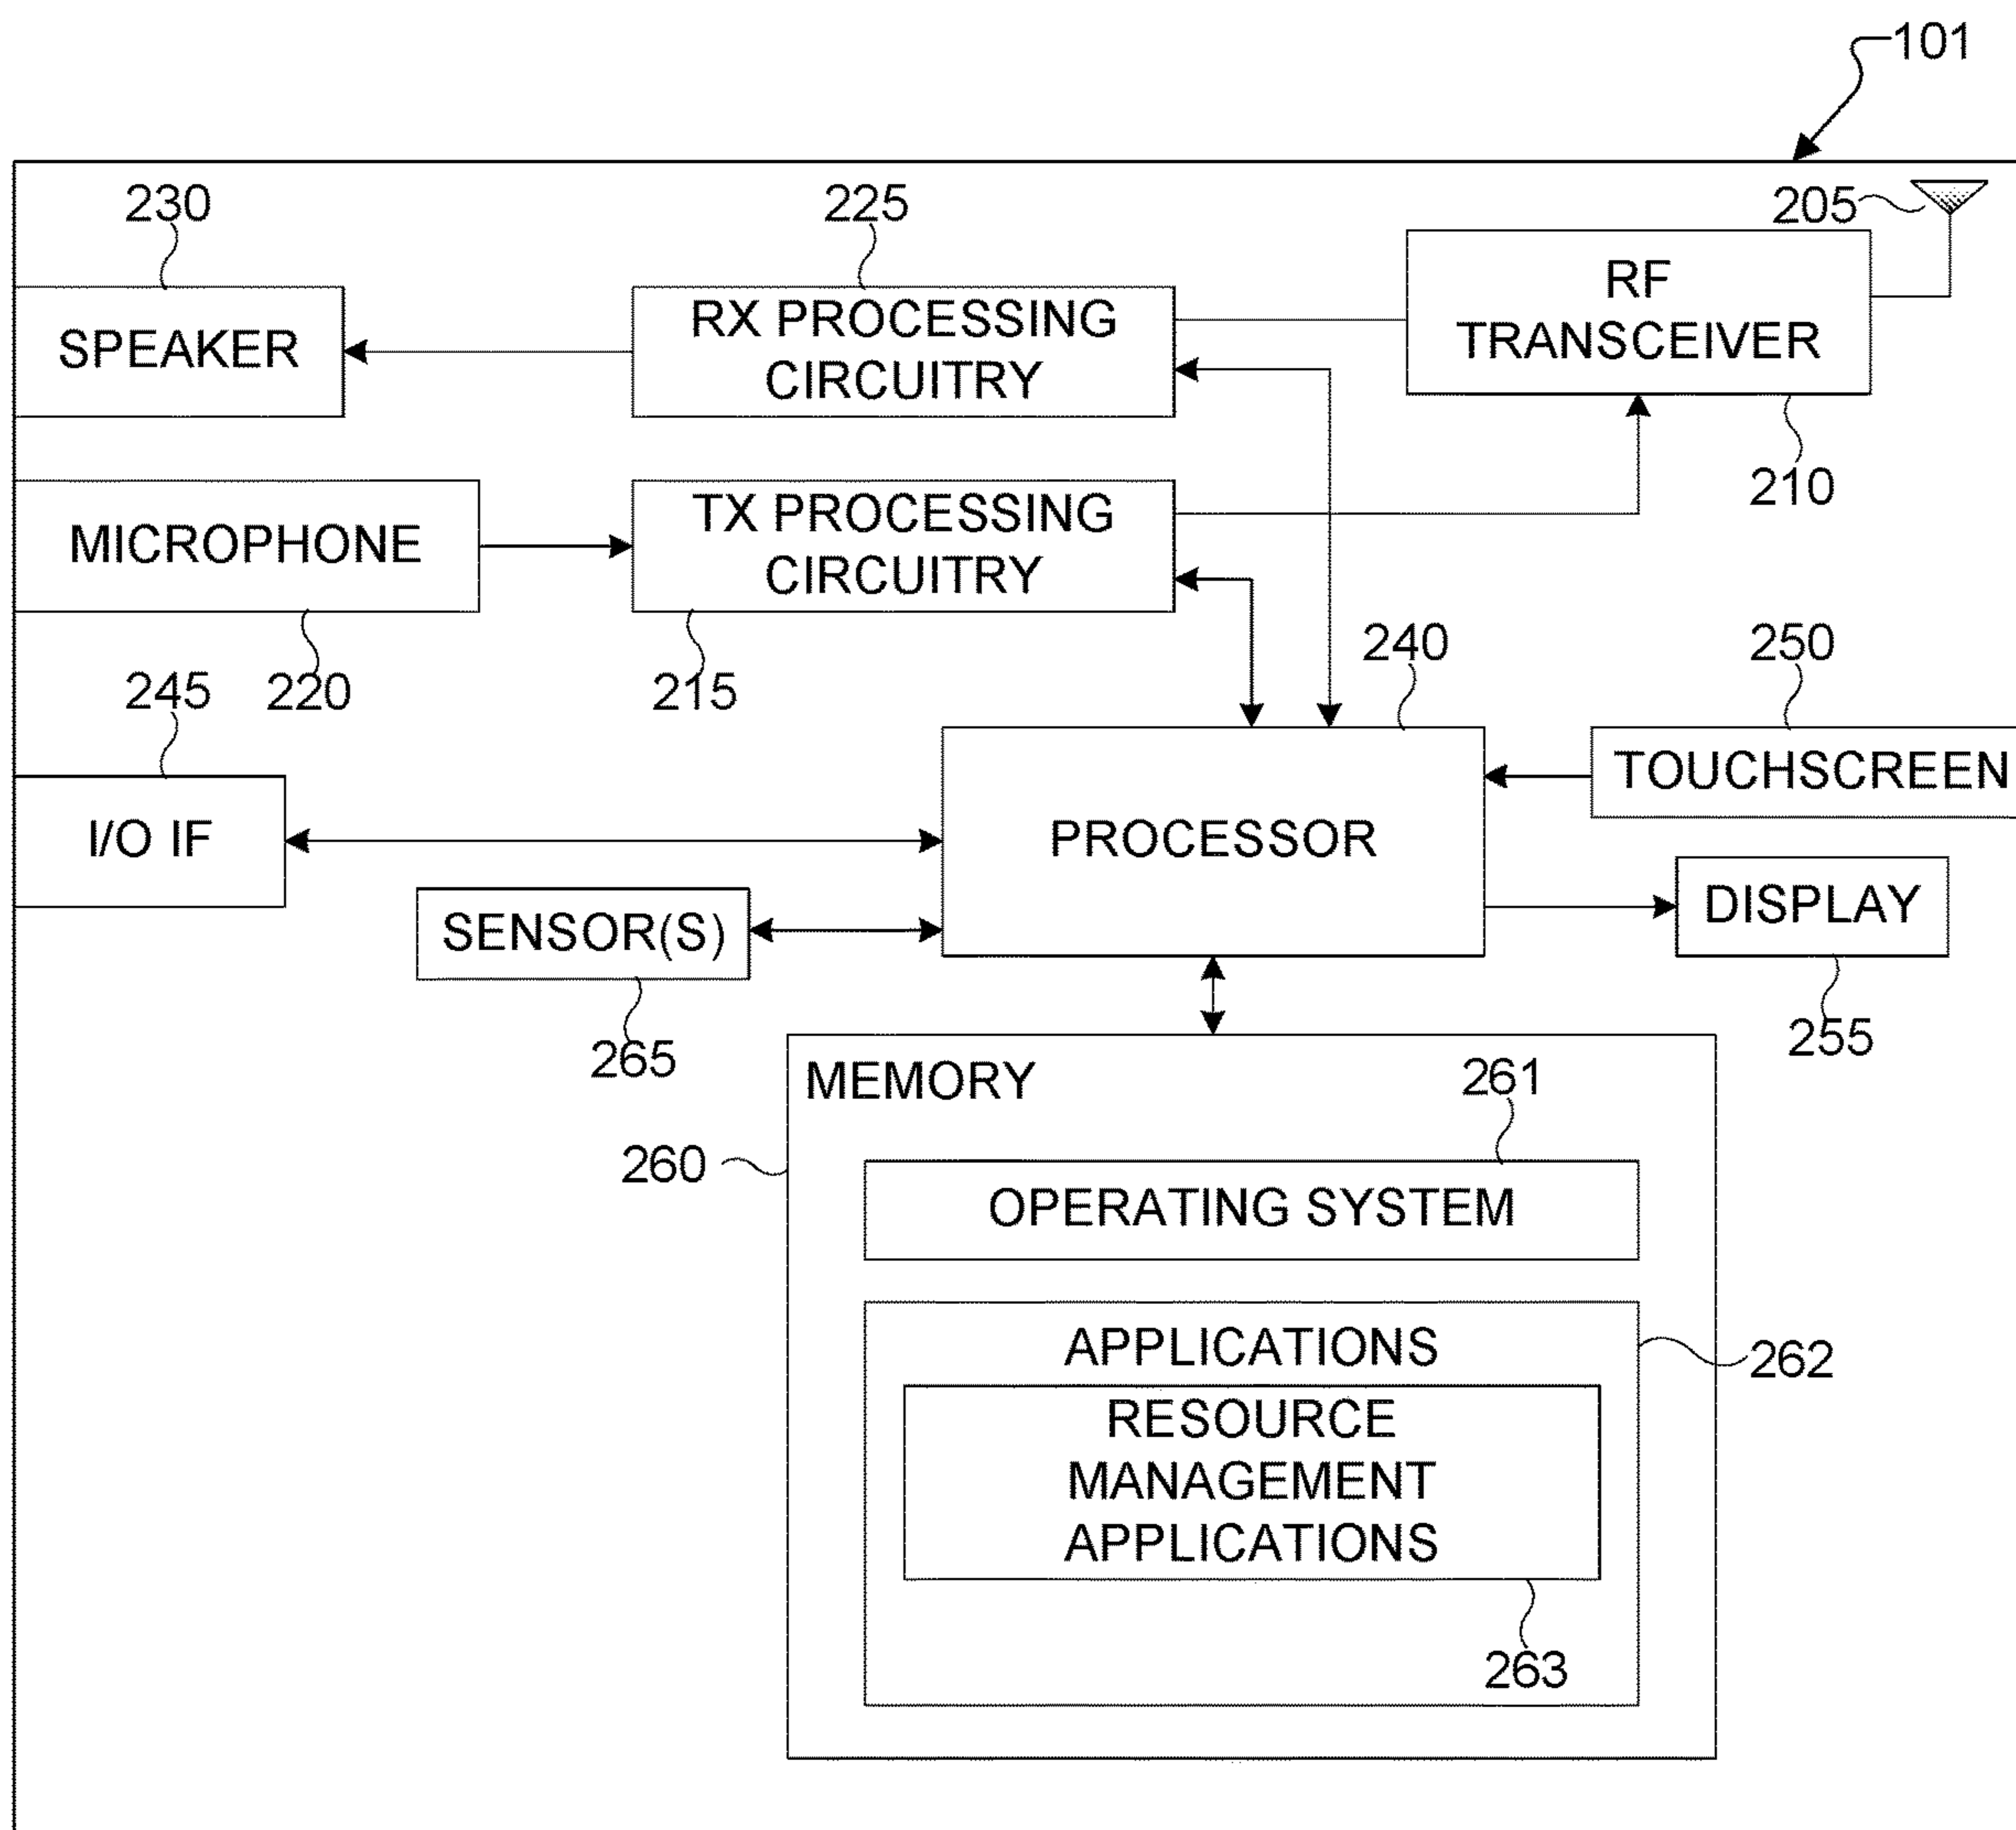 101
230
225
205
SPEAKER
RX PROCESSING
CIRCUITRY
RF
TRANSCEIVER
210
MICROPHONE
TX PROCESSING
CIRCUITRY
220
215
240
250
245
I/O IF
PROCESSOR
TOUCHSCREEN
SENSOR(S)
DISPLAY
265
255
MEMORY
261
260
OPERATING SYSTEM
APPLICATIONS
262
RESOURCE
MANAGEMENT
APPLICATIONS
263